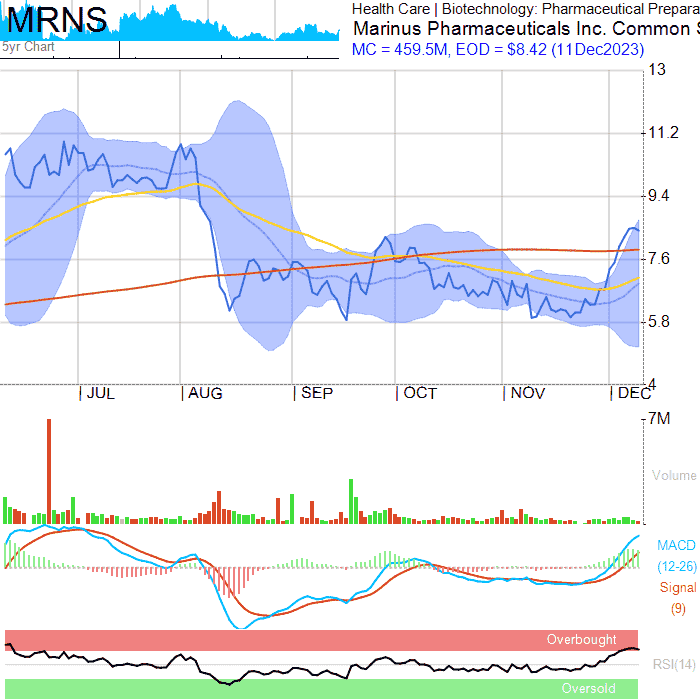 MRNS
5yr Chart
Health Care | Biotechnology: Pharmaceutical Prepara
Marinus Pharmaceuticals Inc. Common S
MC = 459.5M, EOD = $8.42 (11Dec2023)
13
11.2
9.4
7.6
5.8
4
JUL AUG SEP OCT NOV DEC
7M
Volume
MACD
(12-26)
Signal
(9)
Overbought
RSI(14)
Oversold